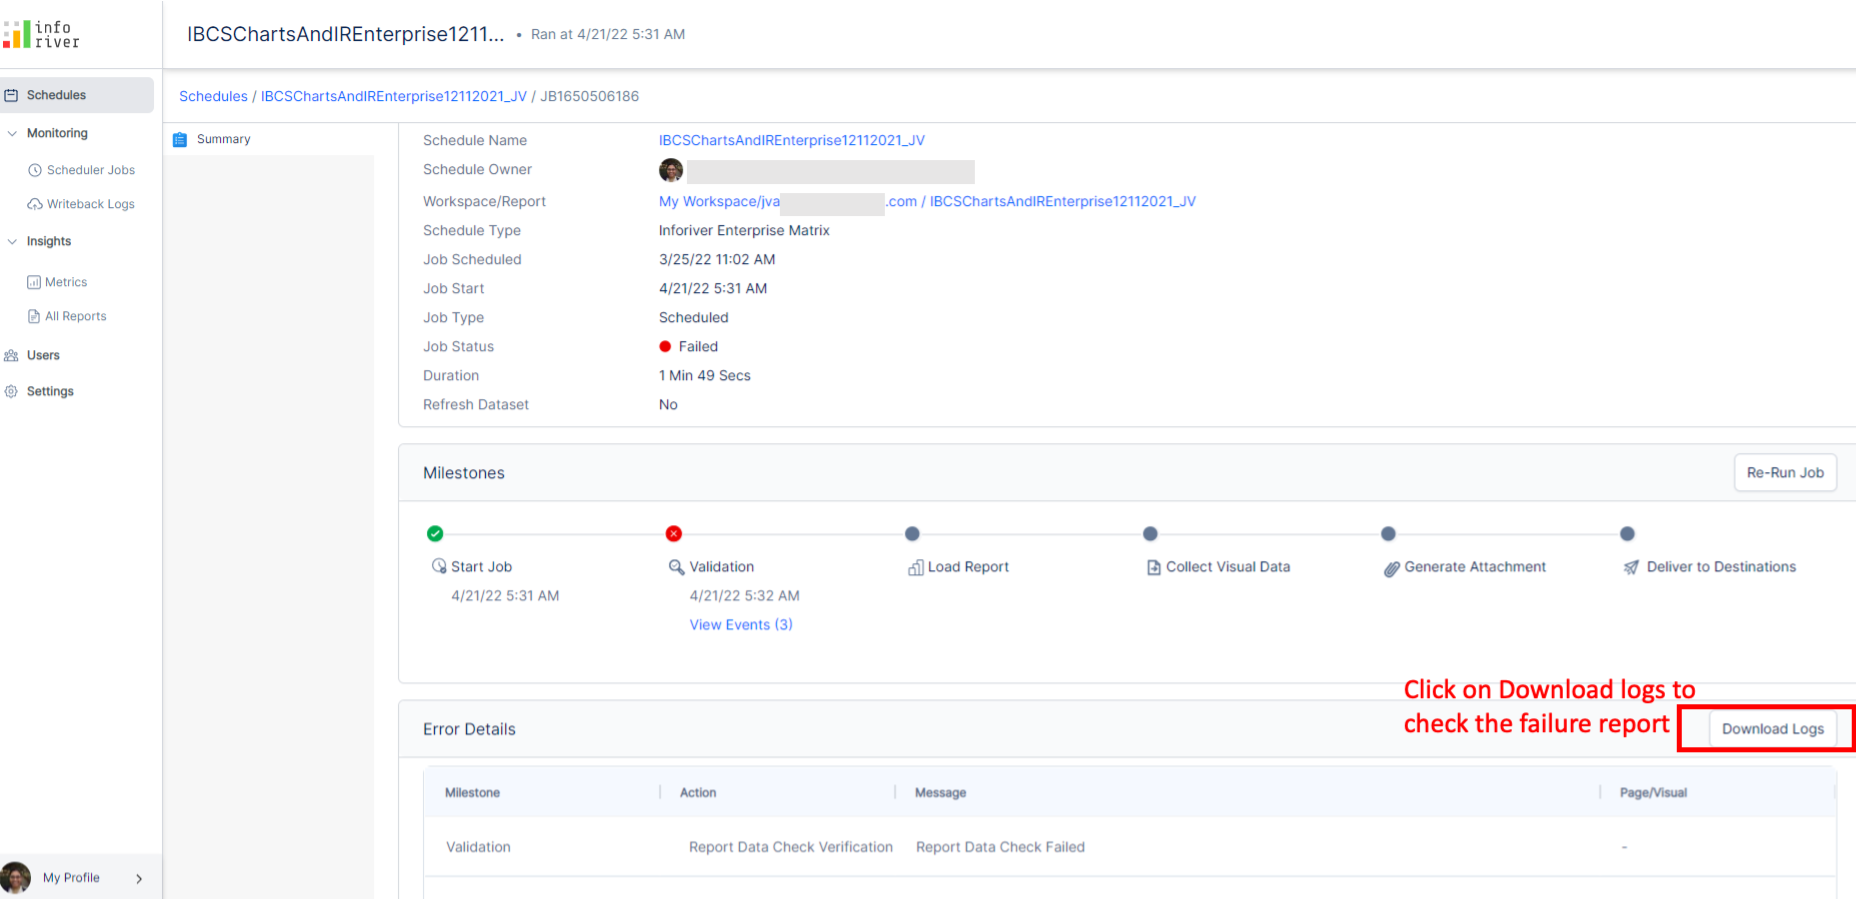 info
river
IBCSChartsAndIREnterprise1211... • Ran at 4/21/22 5:31 AM
Schedules
Monitoring
Scheduler Jobs
Writeback Logs
Insights
Metrics
All Reports
Users
Settings
My Profile
Schedules / IBCSChartsAndIREnterprise12112021_JV / JB1650506186
Summary
Schedule Name IBCSChartsAndIREnterprise12112021_JV
Schedule Owner
Workspace/Report My Workspace/jva .com / IBCSChartsAndIREnterprise12112021_JV
Schedule Type Inforiver Enterprise Matrix
Job Scheduled 3/25/22 11:02 AM
Job Start 4/21/22 5:31 AM
Job Type Scheduled
Job Status Failed
Duration 1 Min 49 Secs
Refresh Dataset No
Milestones Re-Run Job
Start Job Validation Load Report Collect Visual Data Generate Attachment Deliver to Destinations
4/21/22 5:31 AM 4/21/22 5:32 AM
View Events (3)
Click on Download logs to
check the failure report
Error Details Download Logs
Milestone Action Message Page/Visual
Validation Report Data Check Verification Report Data Check Failed -